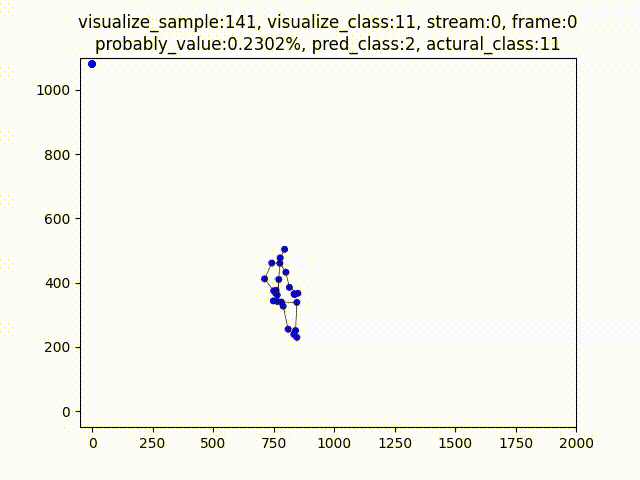 visualize_sample:141, visualize_class:11, stream:0, frame:0
probably_value:0.2302%, pred_class:2, actural_class:11
1000
800
600
400
200
0
0 250 500 750 1000 1250 1500 1750 2000